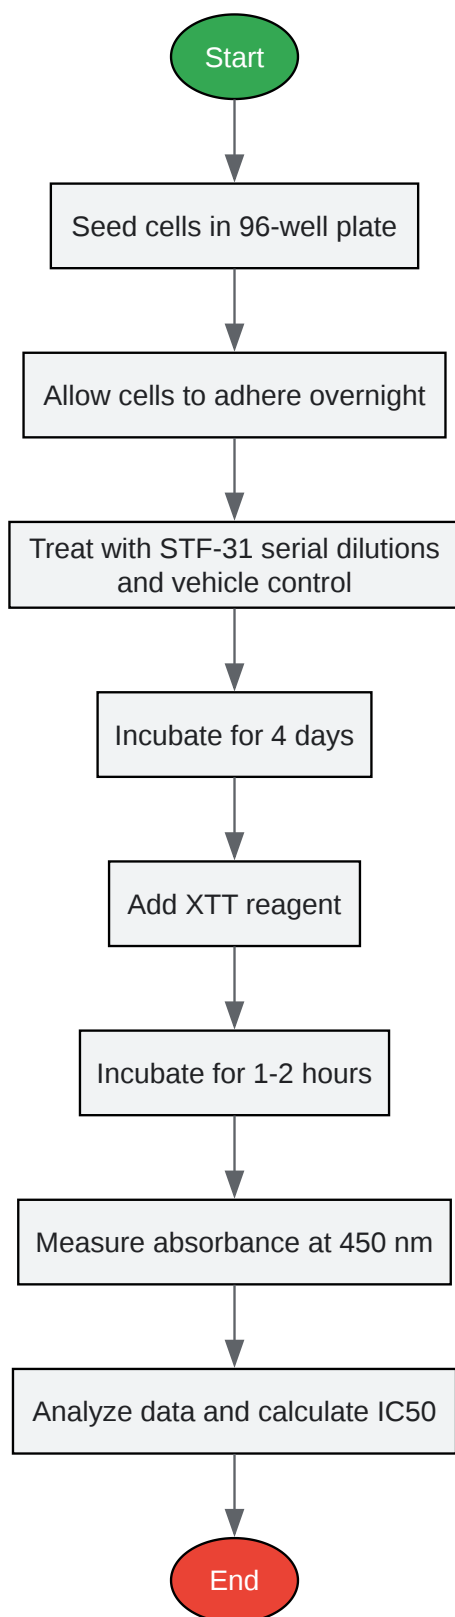 Start
Seed cells in 96-well plate
Allow cells to adhere overnight
Treat with STF-31 serial dilutions
and vehicle control
Incubate for 4 days
Add XTT reagent
Incubate for 1-2 hours
Measure absorbance at 450 nm
Analyze data and calculate IC50
End